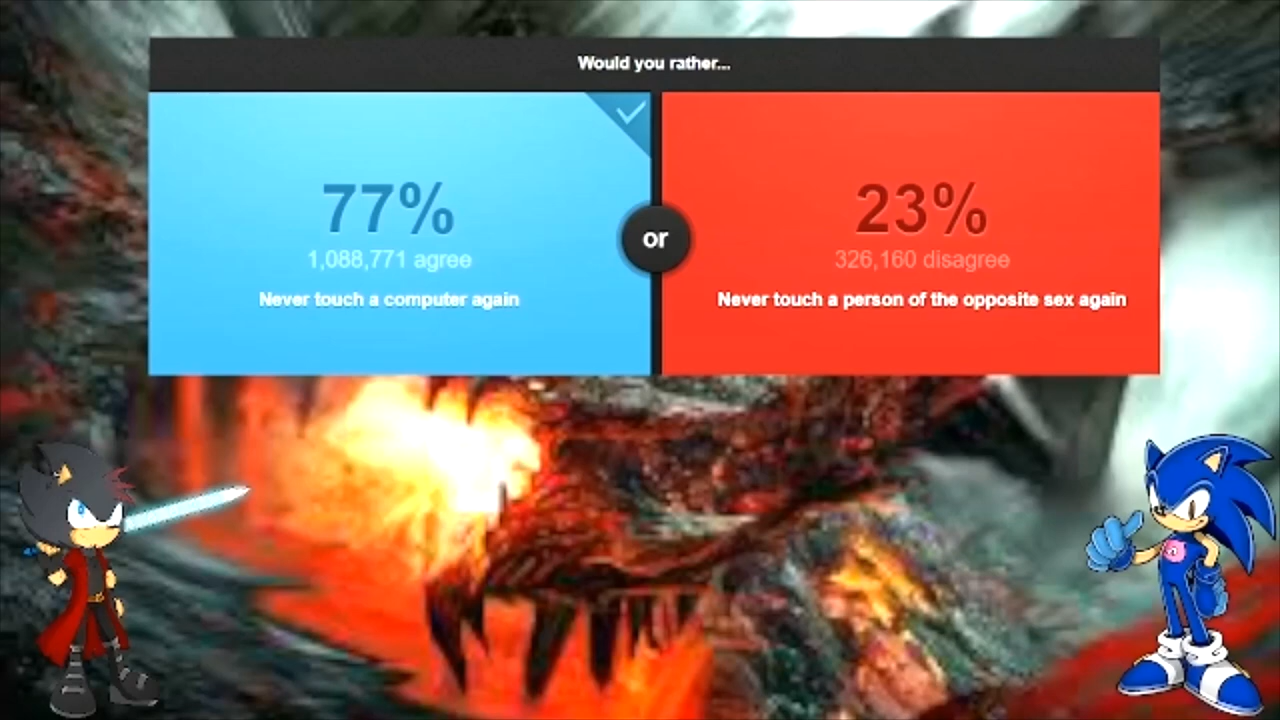 Would you rather...
77%
1,088,771 agree
Never touch a computer again
or
23%
326,160 disagree
Never touch a person of the opposite sex again